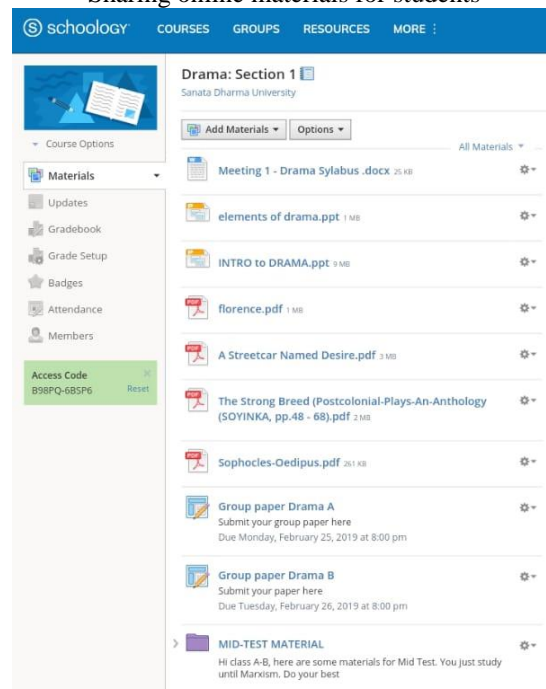 Sharing online materials for students
schoology COURSES GROUPS RESOURCES MORE
Drama: Section 1
Sanata Dharma University
Add Materials Options
All Materials
Course Options
Materials
Updates
Gradebook
Grade Setup
Badges
Attendance
Members
Access Code
B98PQ-6BSP6 Reset
Meeting 1 - Drama Sylabus .docx 25 KB
elements of drama.ppt 1 MB
INTRO to DRAMA.ppt 9 MB
florence.pdf 1 MB
A Streetcar Named Desire.pdf 3 MB
The Strong Breed (Postcolonial-Plays-An-Anthology
(SOYINKA, pp.48 - 68).pdf 2 MB
Sophocles-Oedipus.pdf 261 KB
Group paper Drama A
Submit your group paper here
Due Monday, February 25, 2019 at 8:00 pm
Group paper Drama B
Submit your paper here
Due Tuesday, February 26, 2019 at 8:00 pm
MID-TEST MATERIAL
Hi class A-B, here are some materials for Mid Test. You just study
until Marxism. Do your best